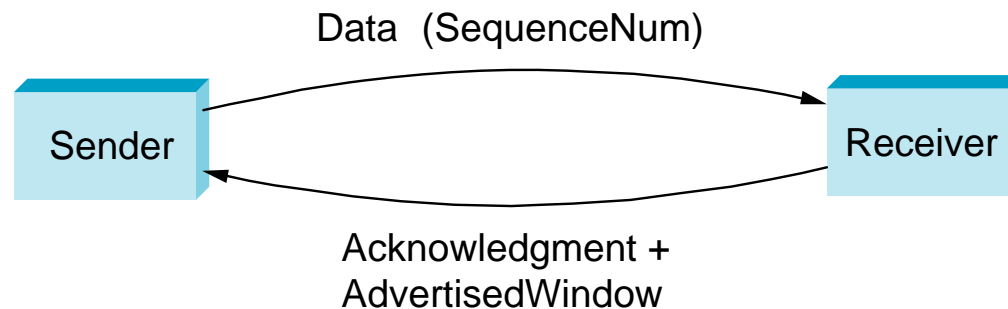 Data (SequenceNum)
Sender
Receiver
Acknowledgment +
AdvertisedWindow